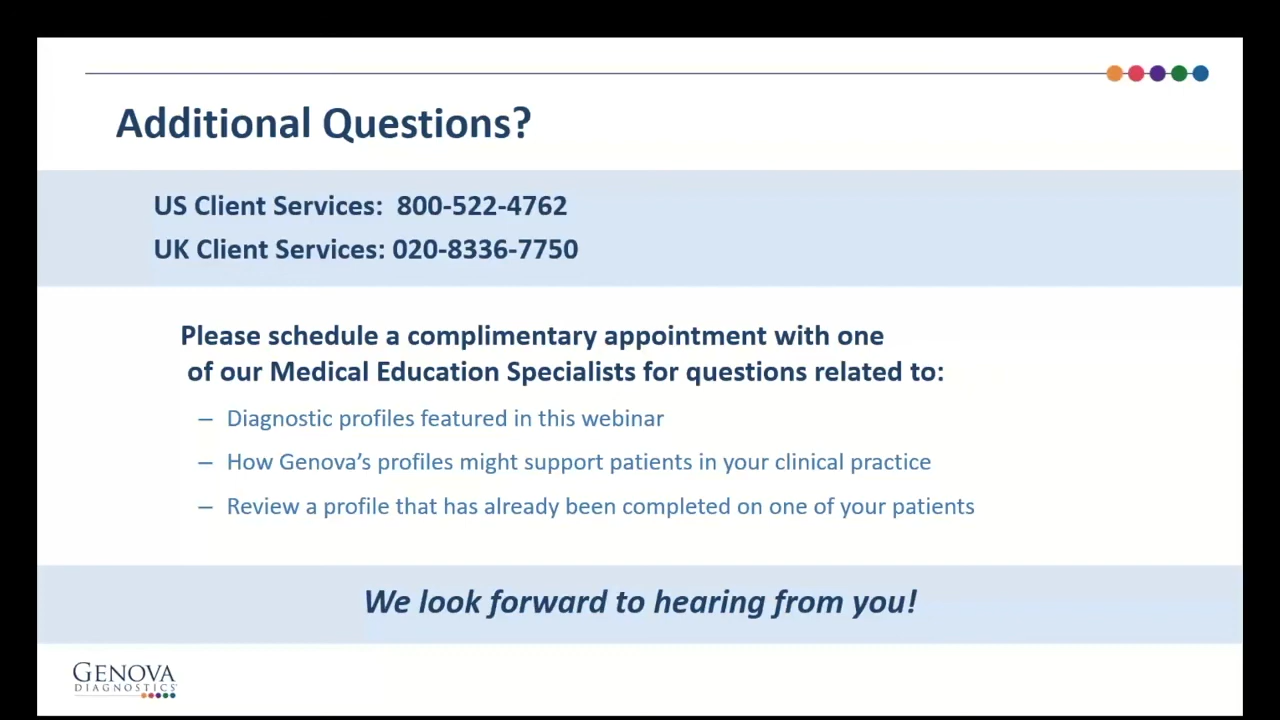 Additional Questions?
US Client Services:  800-522-4762
UK Client Services: 020-8336-7750
Please schedule a complimentary appointment with one
of our Medical Education Specialists for questions related to:
– Diagnostic profiles featured in this webinar
– How Genova’s profiles might support patients in your clinical practice
– Review a profile that has already been completed on one of your patients
We look forward to hearing from you!
GENOVA
DIAGNOSTICS